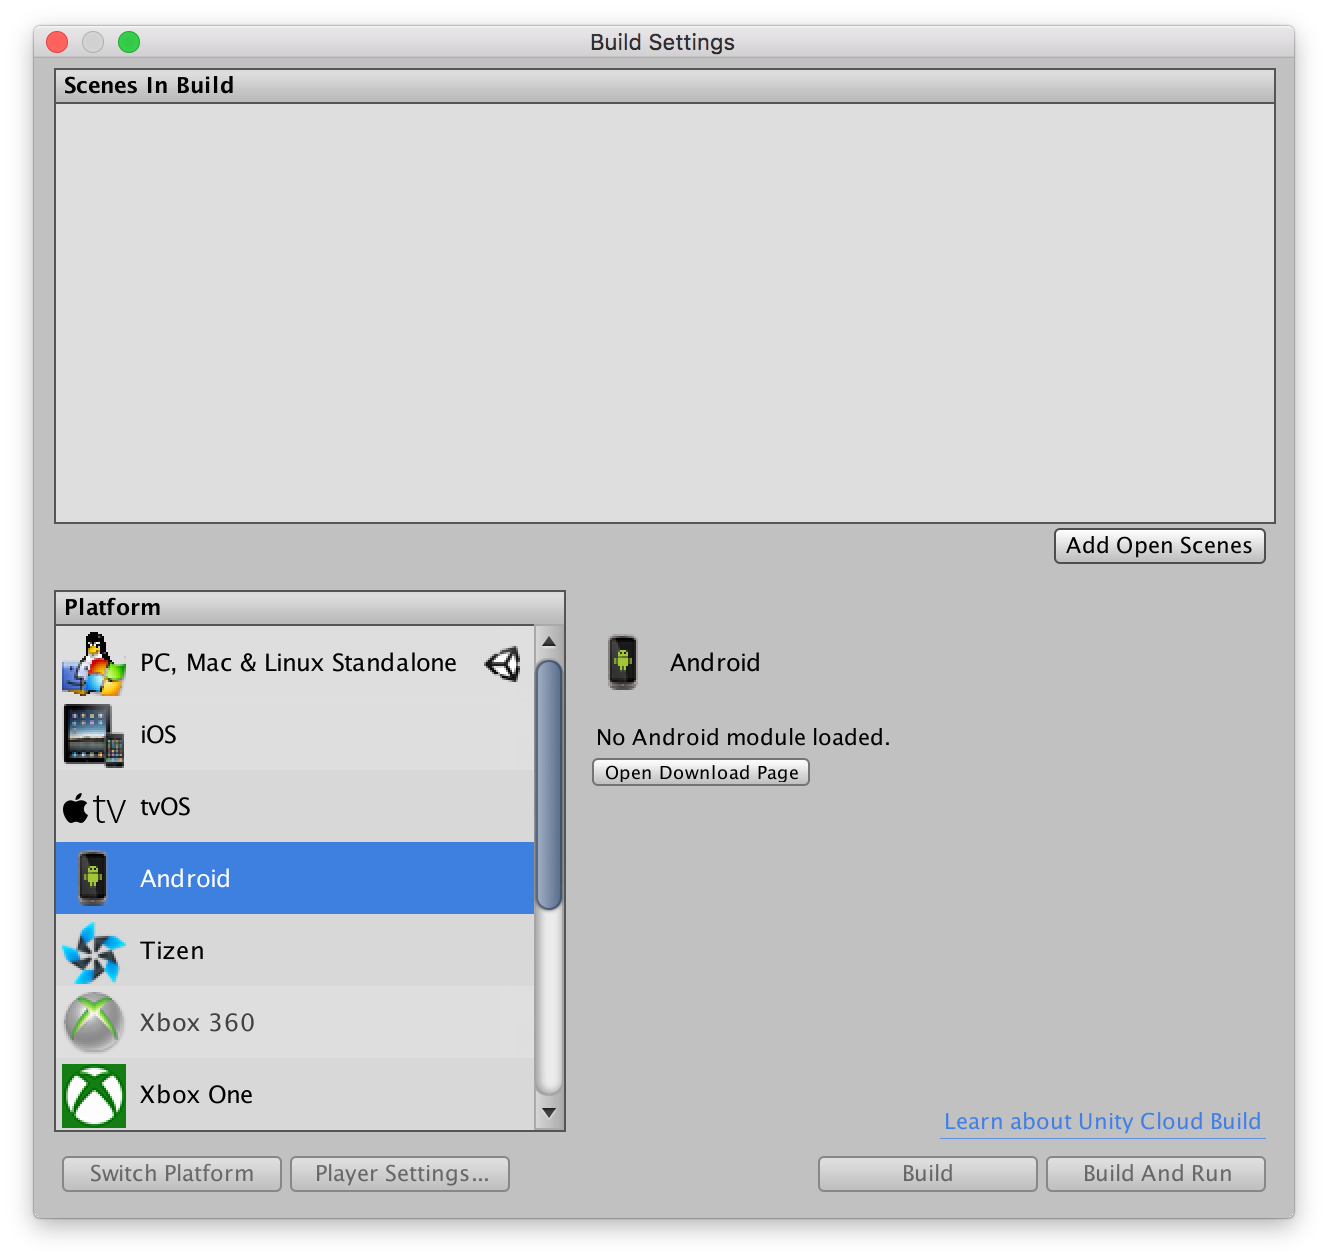 Build Settings
Scenes In Build
Add Open Scenes
Platform
PC, Mac & Linux Standalone
iOS
tv tvOS
Android
Tizen
Xbox 360
Xbox One
Android
No Android module loaded.
Open Download Page
Learn about Unity Cloud Build
Switch Platform
Player Settings...
Build
Build And Run